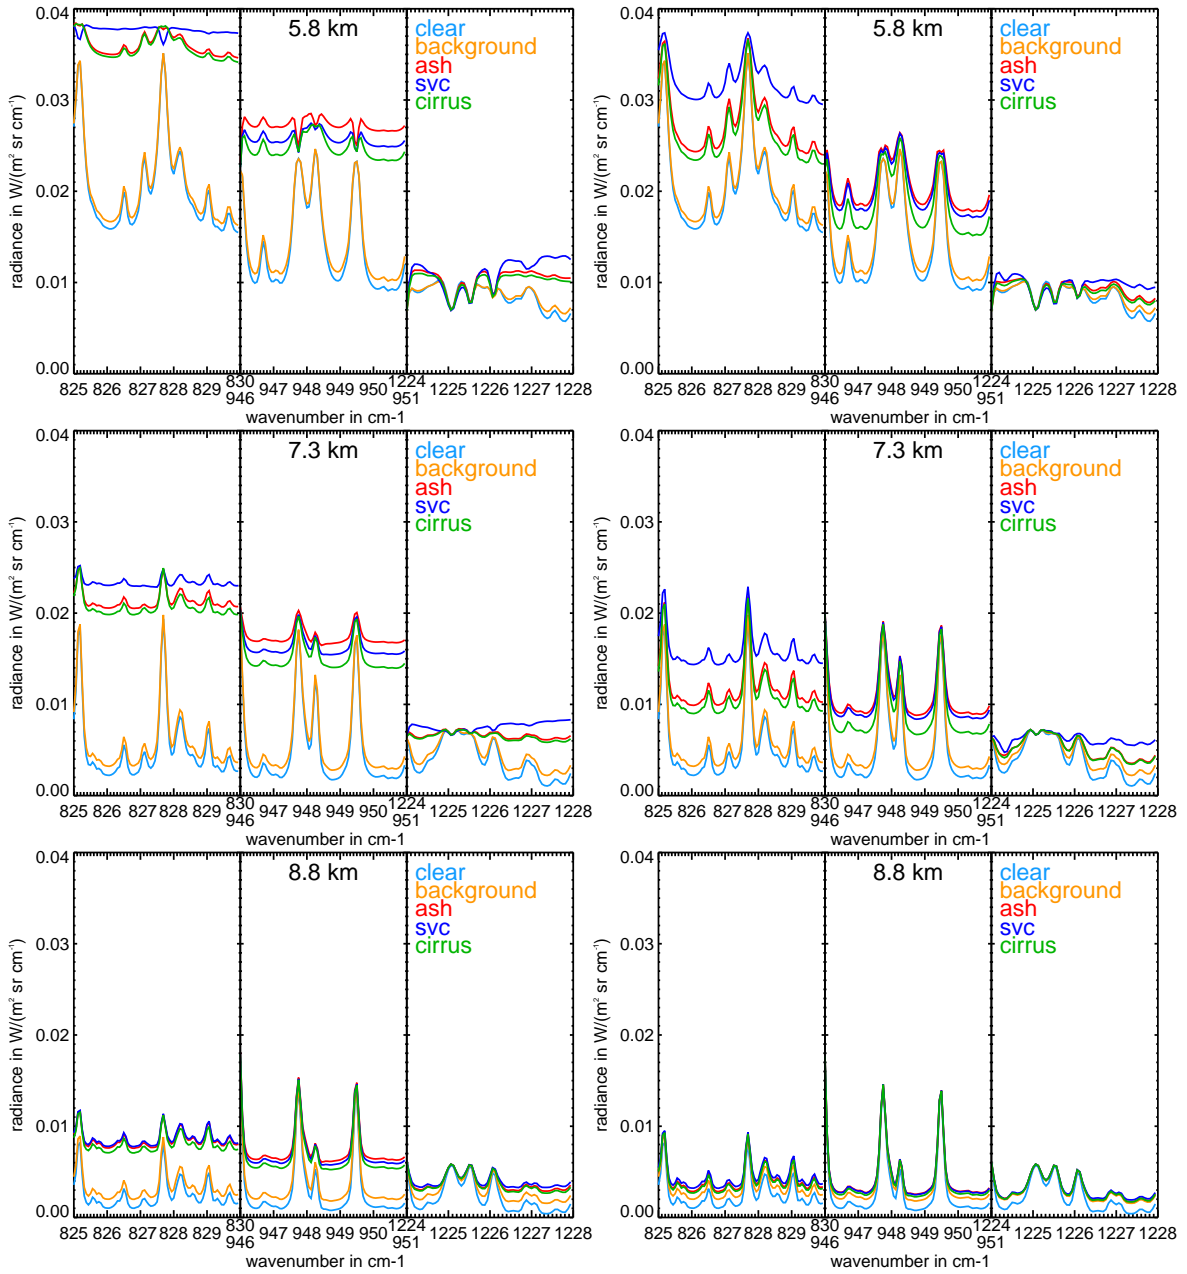 5.8 km
clear
background
ash
svc
cirrus
0.04
0.03
0.02
0.01
0.00
radiance in W/(m² sr cm⁻¹)
825 826 827 828 829 830
946 947 948 949 950 951
1224 1225 1226 1227 1228
wavenumber in cm-1
5.8 km
clear
background
ash
svc
cirrus
0.04
0.03
0.02
0.01
0.00
radiance in W/(m² sr cm⁻¹)
825 826 827 828 829 830
946 947 948 949 950 951
1224 1225 1226 1227 1228
wavenumber in cm-1
7.3 km
clear
background
ash
svc
cirrus
0.04
0.03
0.02
0.01
0.00
radiance in W/(m² sr cm⁻¹)
825 826 827 828 829 830
946 947 948 949 950 951
1224 1225 1226 1227 1228
wavenumber in cm-1
7.3 km
clear
background
ash
svc
cirrus
0.04
0.03
0.02
0.01
0.00
radiance in W/(m² sr cm⁻¹)
825 826 827 828 829 830
946 947 948 949 950 951
1224 1225 1226 1227 1228
wavenumber in cm-1
8.8 km
clear
background
ash
svc
cirrus
0.04
0.03
0.02
0.01
0.00
radiance in W/(m² sr cm⁻¹)
825 826 827 828 829 830
946 947 948 949 950 951
1224 1225 1226 1227 1228
wavenumber in cm-1
8.8 km
clear
background
ash
svc
cirrus
0.04
0.03
0.02
0.01
0.00
radiance in W/(m² sr cm⁻¹)
825 826 827 828 829 830
946 947 948 949 950 951
1224 1225 1226 1227 1228
wavenumber in cm-1